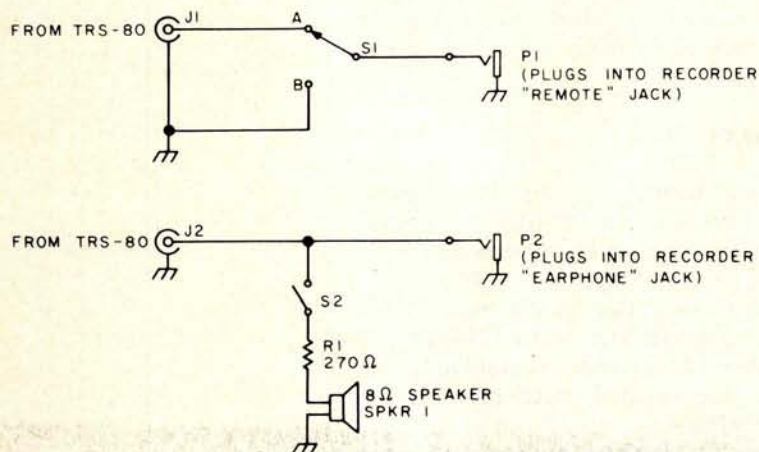 FROM TRS-80
J1
A
S1
P1
(PLUGS INTO RECORDER
"REMOTE" JACK)
B
FROM TRS-80
J2
P2
(PLUGS INTO RECORDER
"EARPHONE" JACK)
S2
R1
270Ω
8Ω SPEAKER
SPKR 1